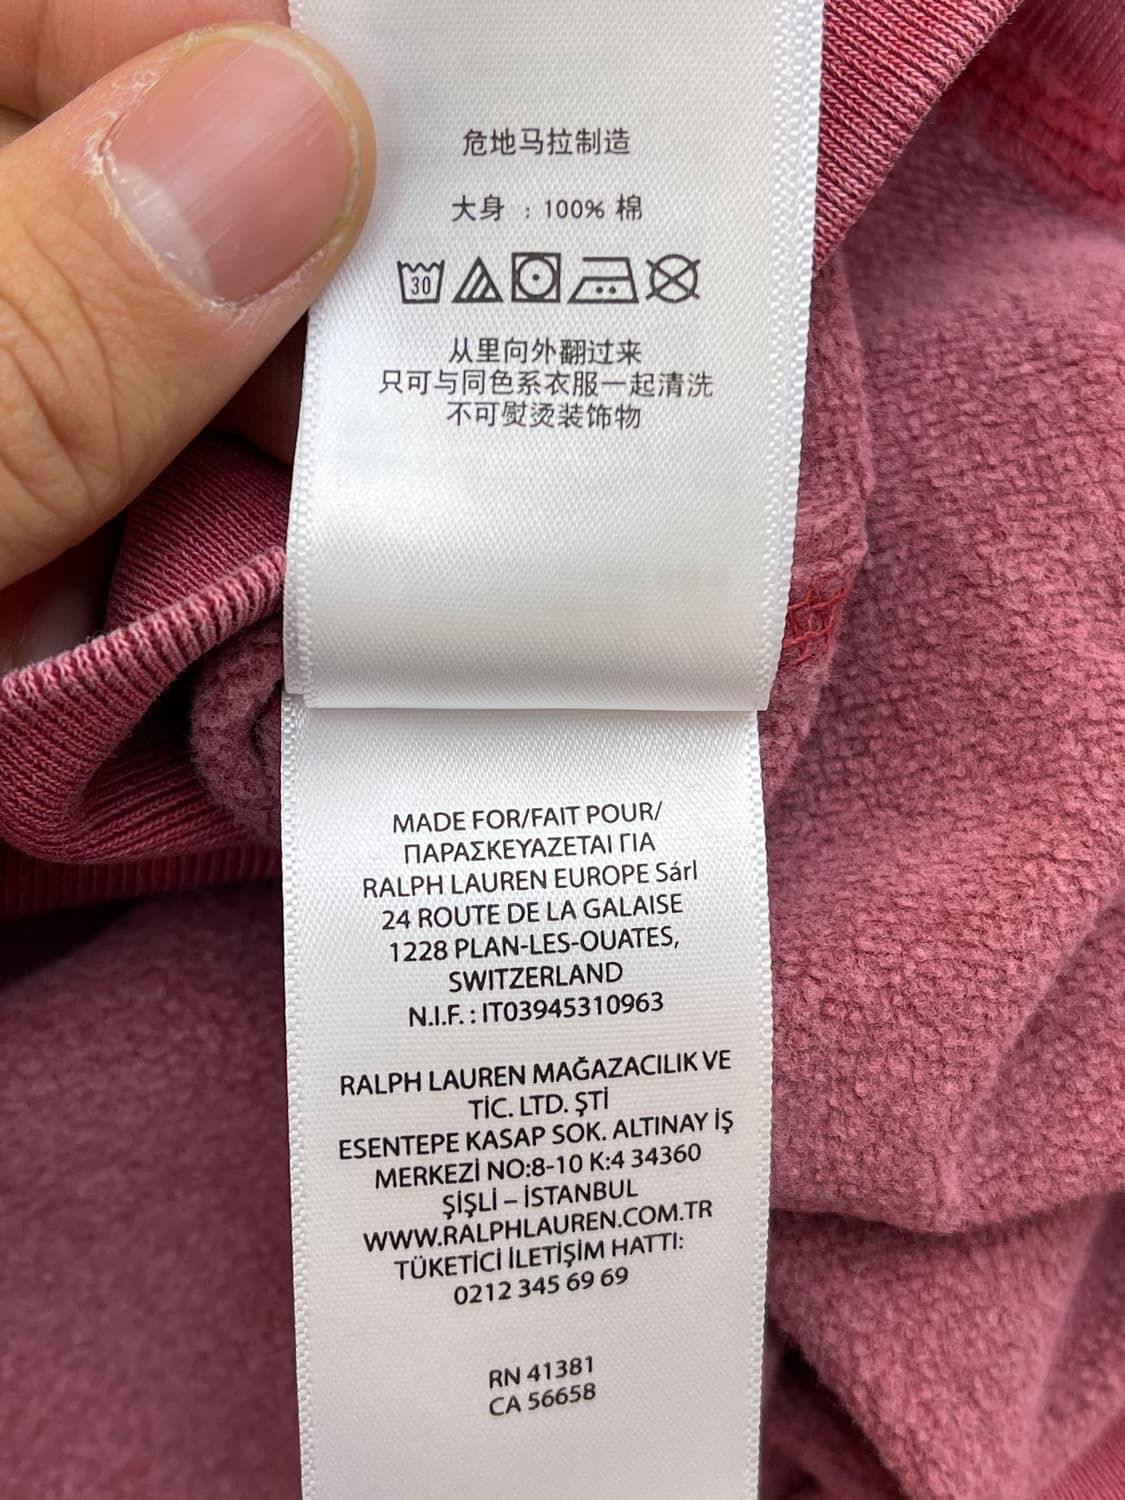 危地马拉制造
大身 : 100% 棉
30
从里向外翻过来
只可与同色系衣服一起清洗
不可熨烫装饰物
MADE FOR/FAIT POUR/
ΠΑΡΑΣΚΕΥΑΖΕΤΑΙ ΓΙΑ
RALPH LAUREN EUROPE Sárl
24 ROUTE DE LA GALAISE
1228 PLAN-LES-OUATES,
SWITZERLAND
N.I.F. : IT03945310963
RALPH LAUREN MAĞAZACILIK VE
TİC. LTD. ŞTİ
ESENTEPE KASAP SOK. ALTINAY İŞ
MERKEZİ NO:8-10 K:4 34360
ŞİŞLİ – İSTANBUL
WWW.RALPHLAUREN.COM.TR
TÜKETİCİ İLETİŞİM HATTI:
0212 345 69 69
RN 41381
CA 56658